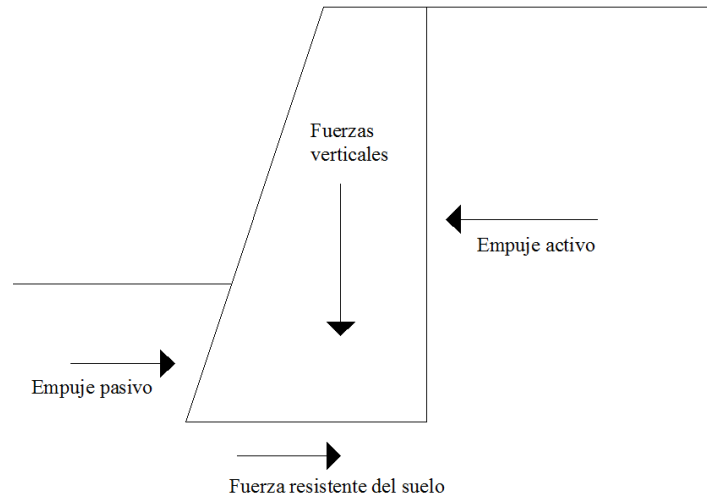 Fuerzas
verticales
Empuje activo
Empuje pasivo
Fuerza resistente del suelo